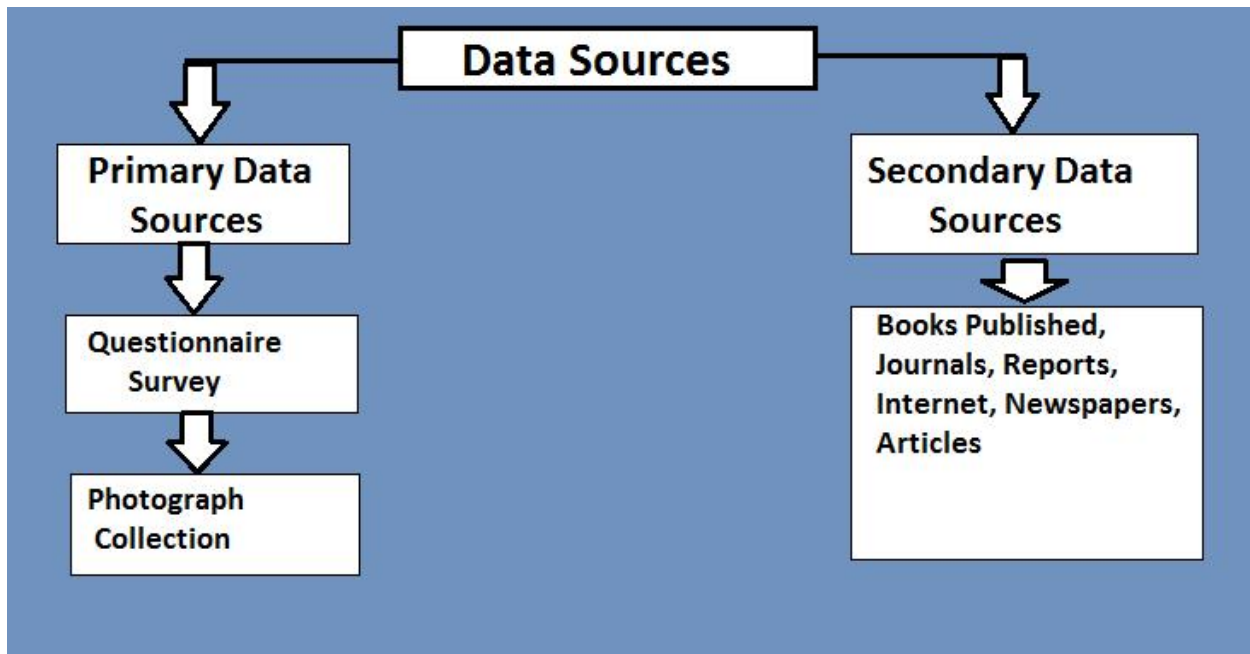 Data Sources
Primary Data
Sources
Secondary Data
Sources
Questionnaire
Survey
Photograph
Collection
Books Published,
Journals, Reports,
Internet, Newspapers,
Articles